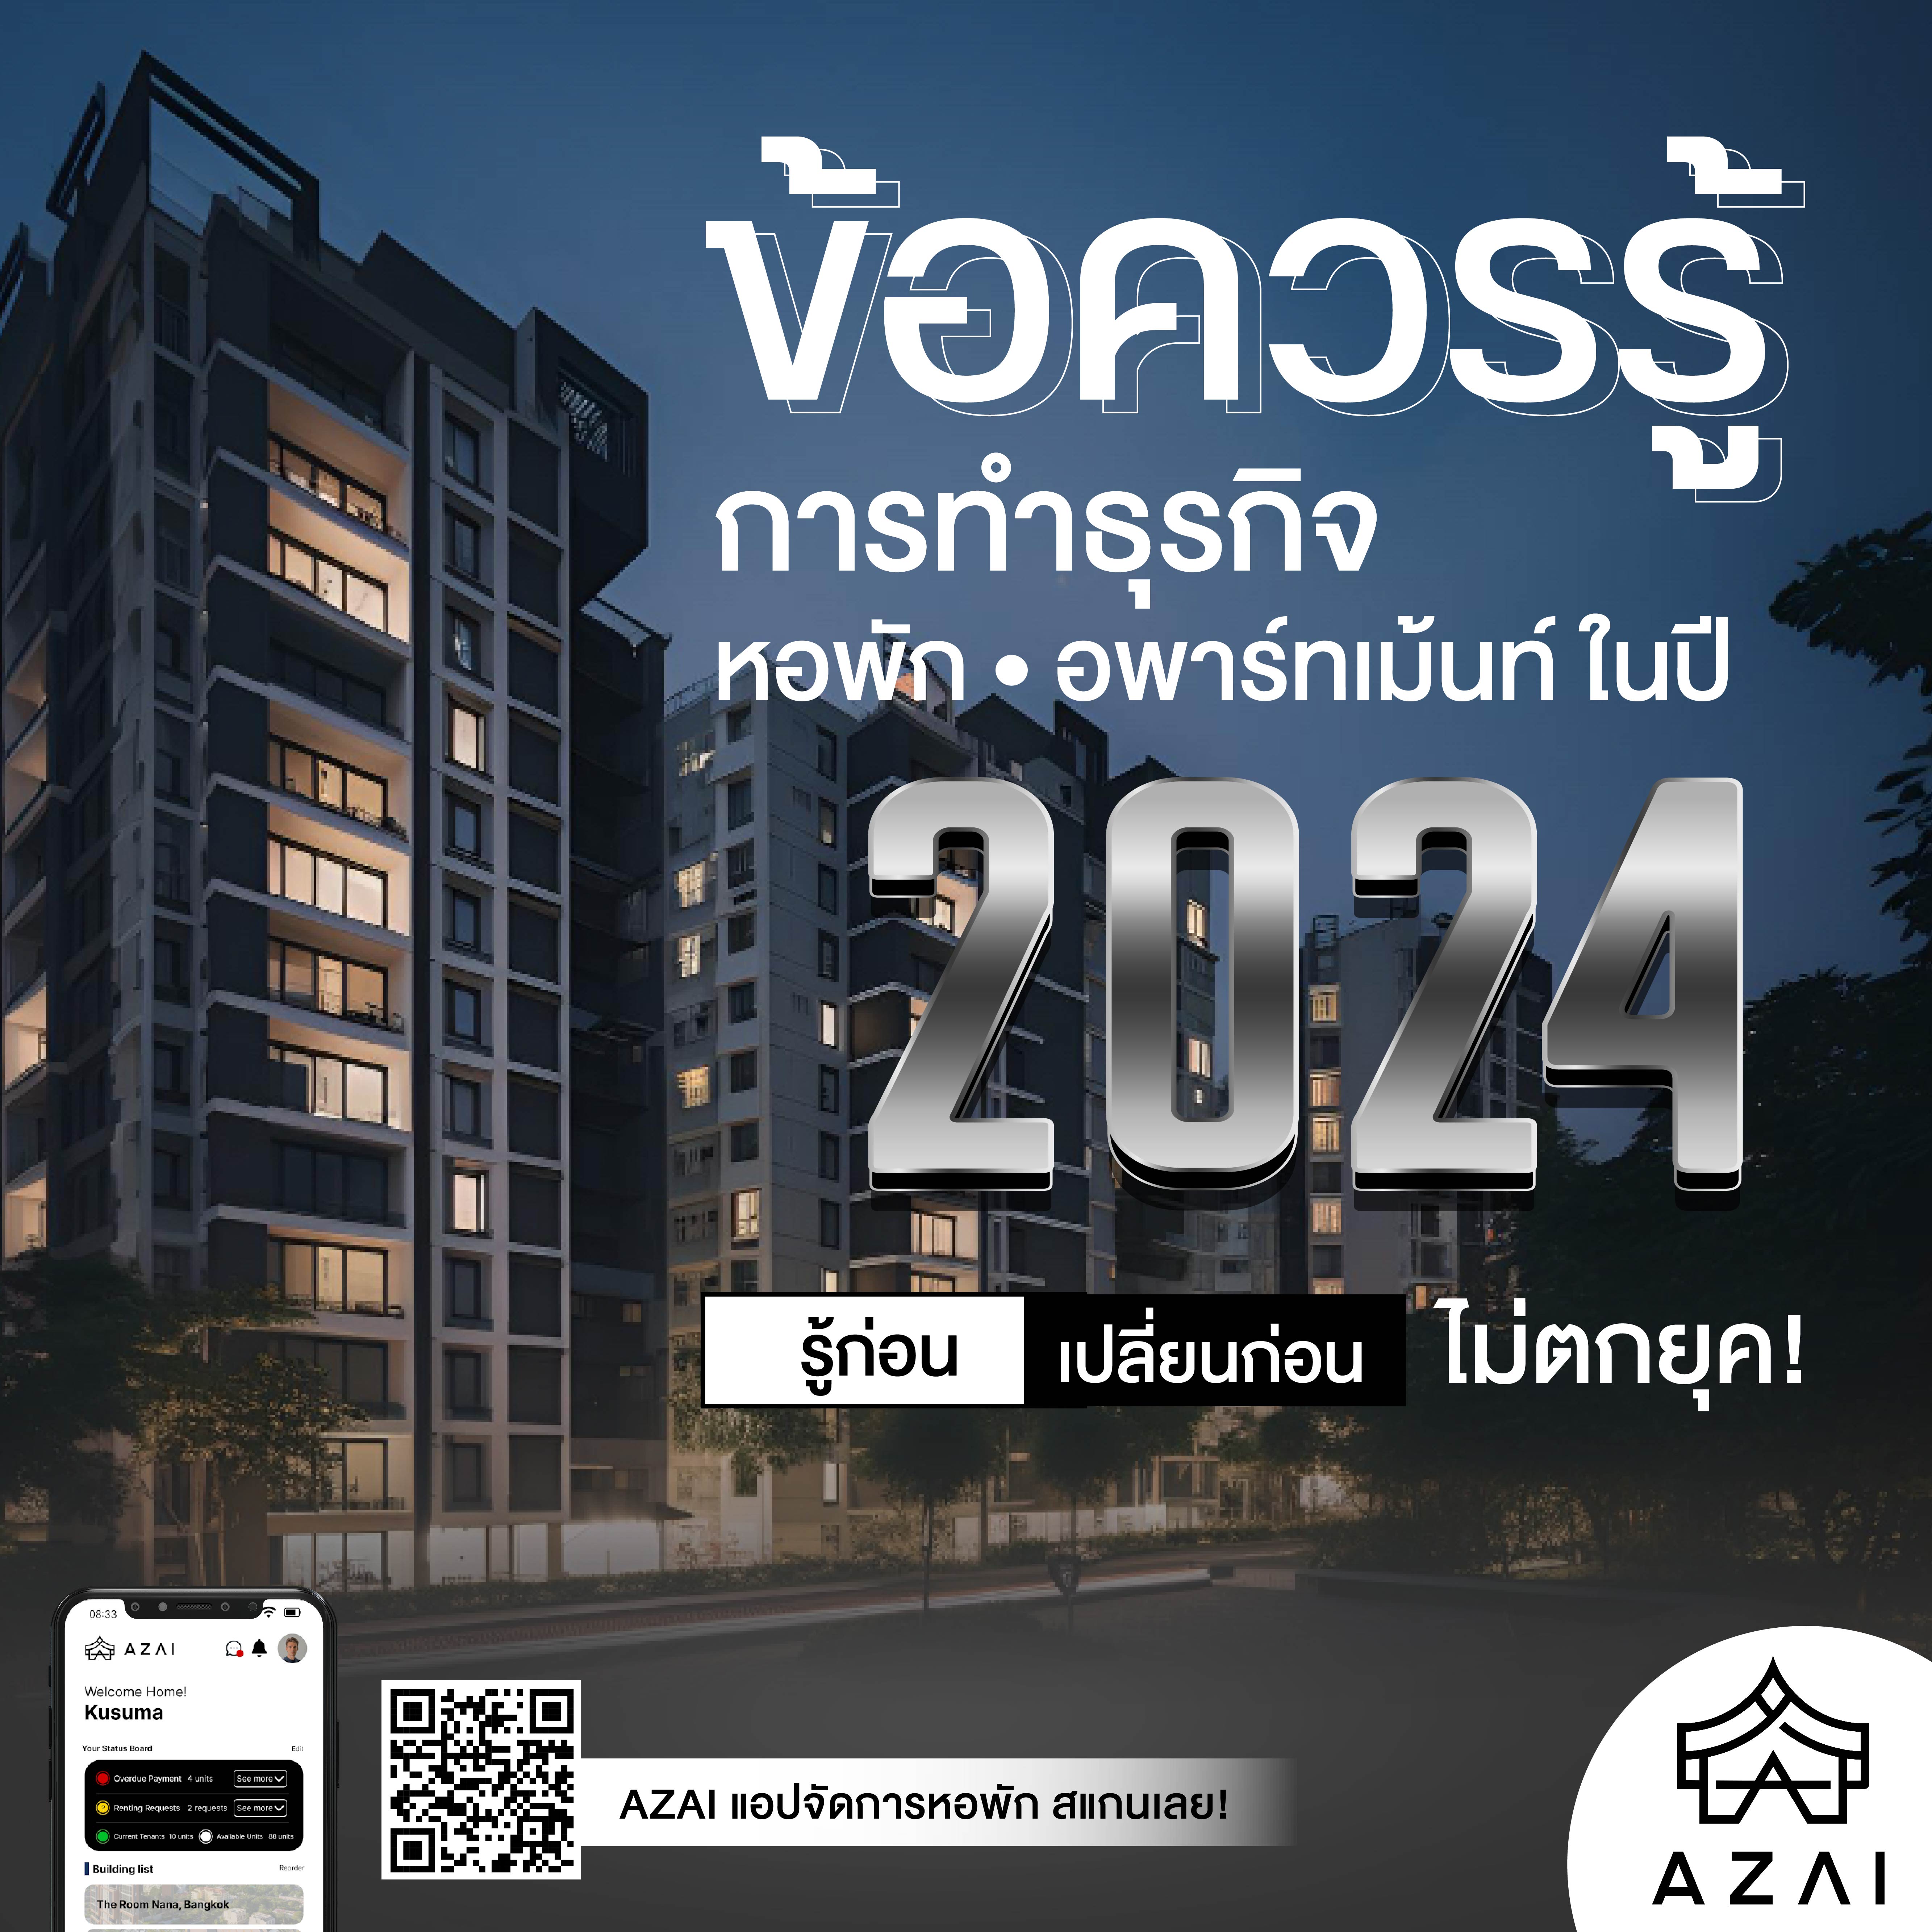 ข้อควรรู้
การทำธุรกิจ
หอพัก • อพาร์ทเม้นท์ ในปี
2024
รู้ก่อน เปลี่ยนก่อน ไม่ตกยุค!
08:33
AZAI
Welcome Home!
Kusuma
Your Status Board Edit
Overdue Payment 4 units See more
? Renting Requests 2 requests See more
Current Tenants 10 units Available Units 88 units
Building list Reorder
The Room Nana, Bangkok
AZAI แอปจัดการหอพัก สแกนเลย!
AZAI